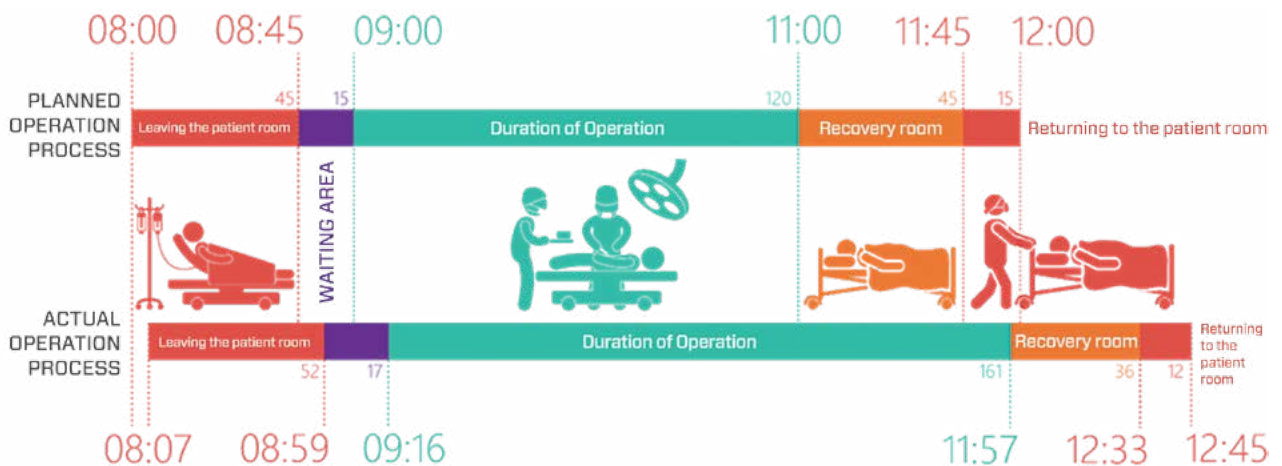 08:00 08:45 09:00 11:00 11:45 12:00
45 15 120 45 15
PLANNED
OPERATION
PROCESS
Leaving the patient room
Duration of Operation
Recovery room
Returning to the patient room
WAITING AREA
ACTUAL
OPERATION
PROCESS
Leaving the patient room
Duration of Operation
Recovery room
Returning
to the
patient
room
52 17 161 36 12
08:07 08:59 09:16 11:57 12:33 12:45